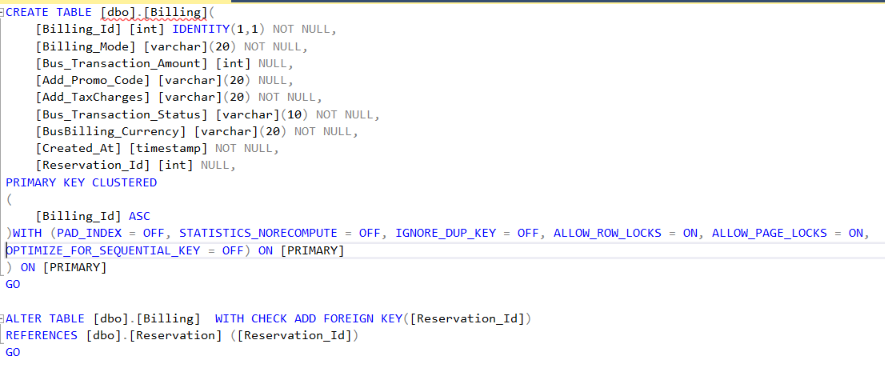 CREATE TABLE [dbo].[Billing](
[Billing_Id] [int] IDENTITY(1,1) NOT NULL,
[Billing_Mode] [varchar](20) NOT NULL,
[Bus_Transaction_Amount] [int] NULL,
[Add_Promo_Code] [varchar](20) NULL,
[Add_TaxCharges] [varchar](20) NOT NULL,
[Bus_Transaction_Status] [varchar](10) NOT NULL,
[BusBilling_Currency] [varchar](20) NOT NULL,
[Created_At] [timestamp] NOT NULL,
[Reservation_Id] [int] NULL,
PRIMARY KEY CLUSTERED
(
[Billing_Id] ASC
)WITH (PAD_INDEX = OFF, STATISTICS_NORECOMPUTE = OFF, IGNORE_DUP_KEY = OFF, ALLOW_ROW_LOCKS = ON, ALLOW_PAGE_LOCKS = ON,
OPTIMIZE_FOR_SEQUENTIAL_KEY = OFF) ON [PRIMARY]
) ON [PRIMARY]
GO
ALTER TABLE [dbo].[Billing]  WITH CHECK ADD FOREIGN KEY([Reservation_Id])
REFERENCES [dbo].[Reservation] ([Reservation_Id])
GO